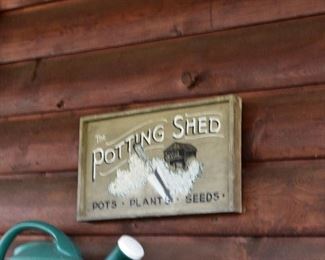 The
POTTING SHED
POTS · PLANTS · SEEDS ·